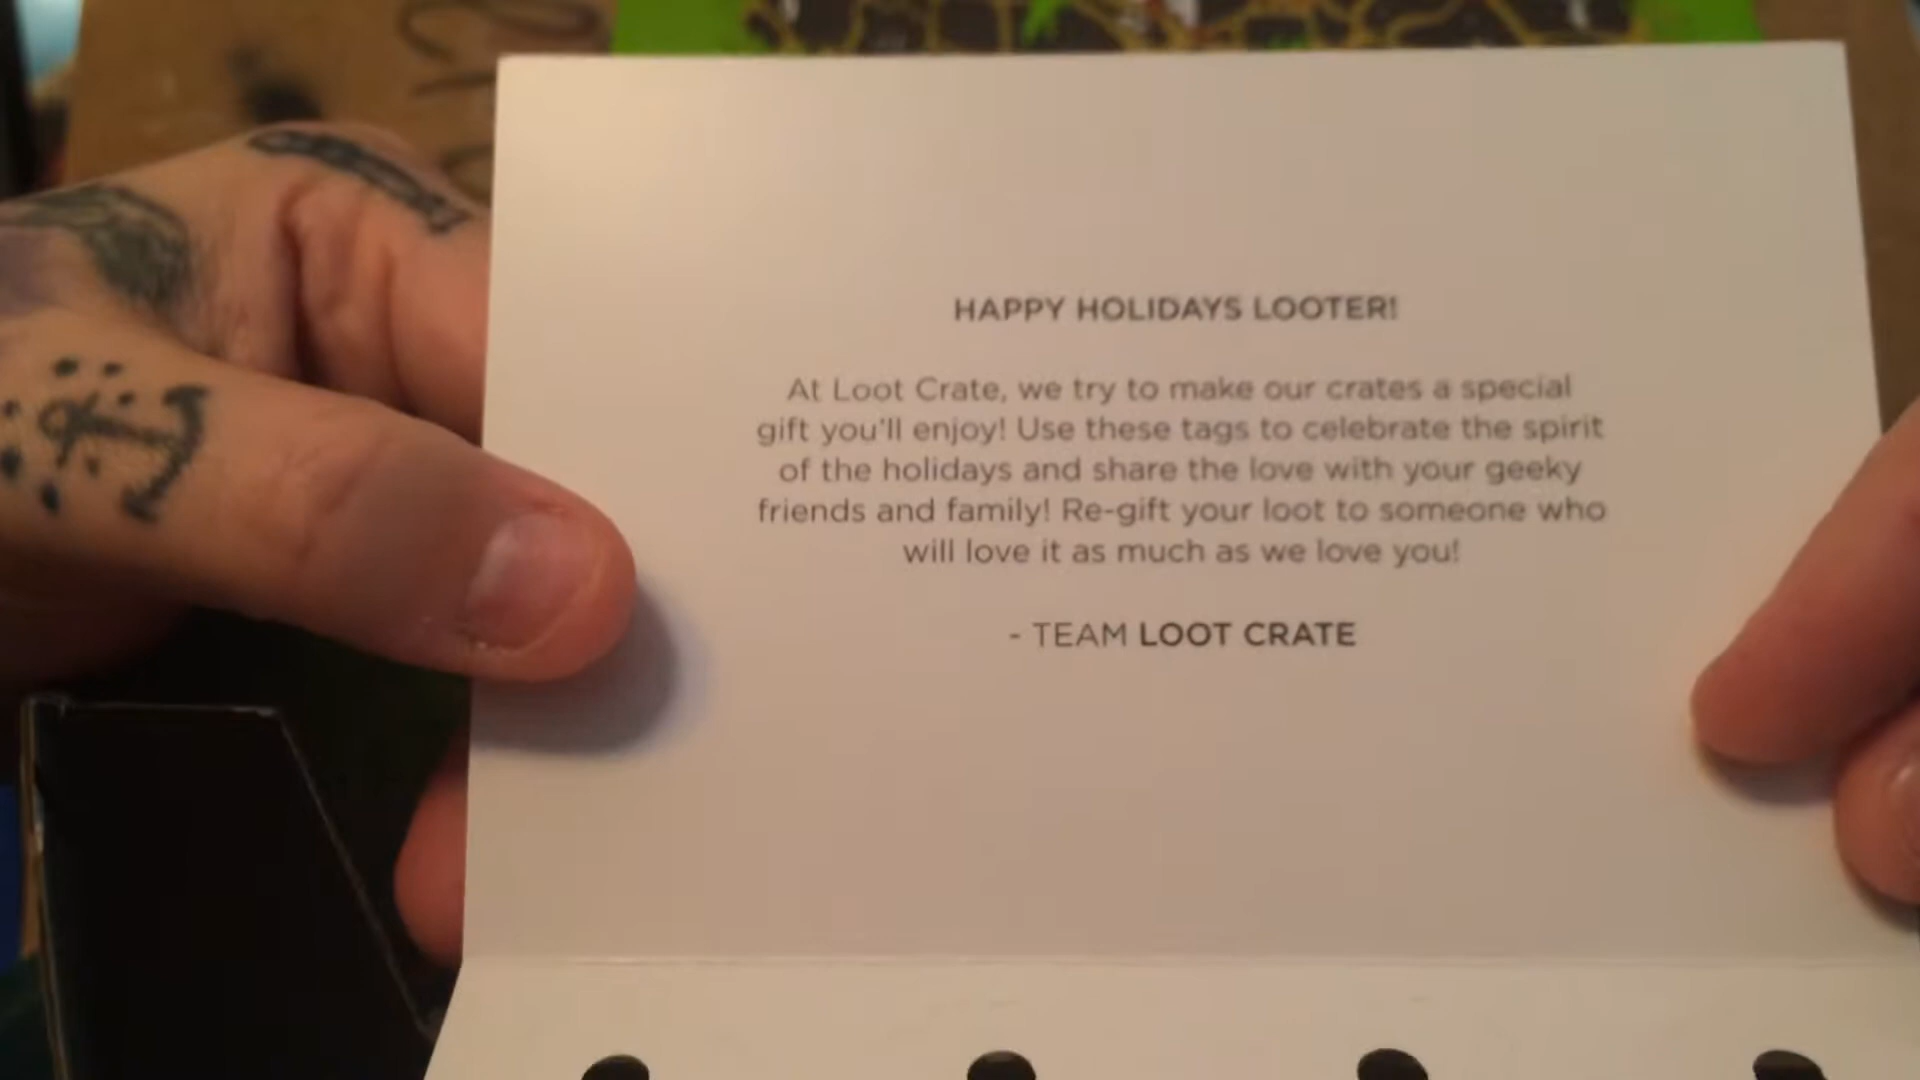 HAPPY HOLIDAYS LOOTER!
At Loot Crate, we try to make our crates a special
gift you'll enjoy! Use these tags to celebrate the spirit
of the holidays and share the love with your geeky
friends and family! Re-gift your loot to someone who
will love it as much as we love you!
- TEAM LOOT CRATE